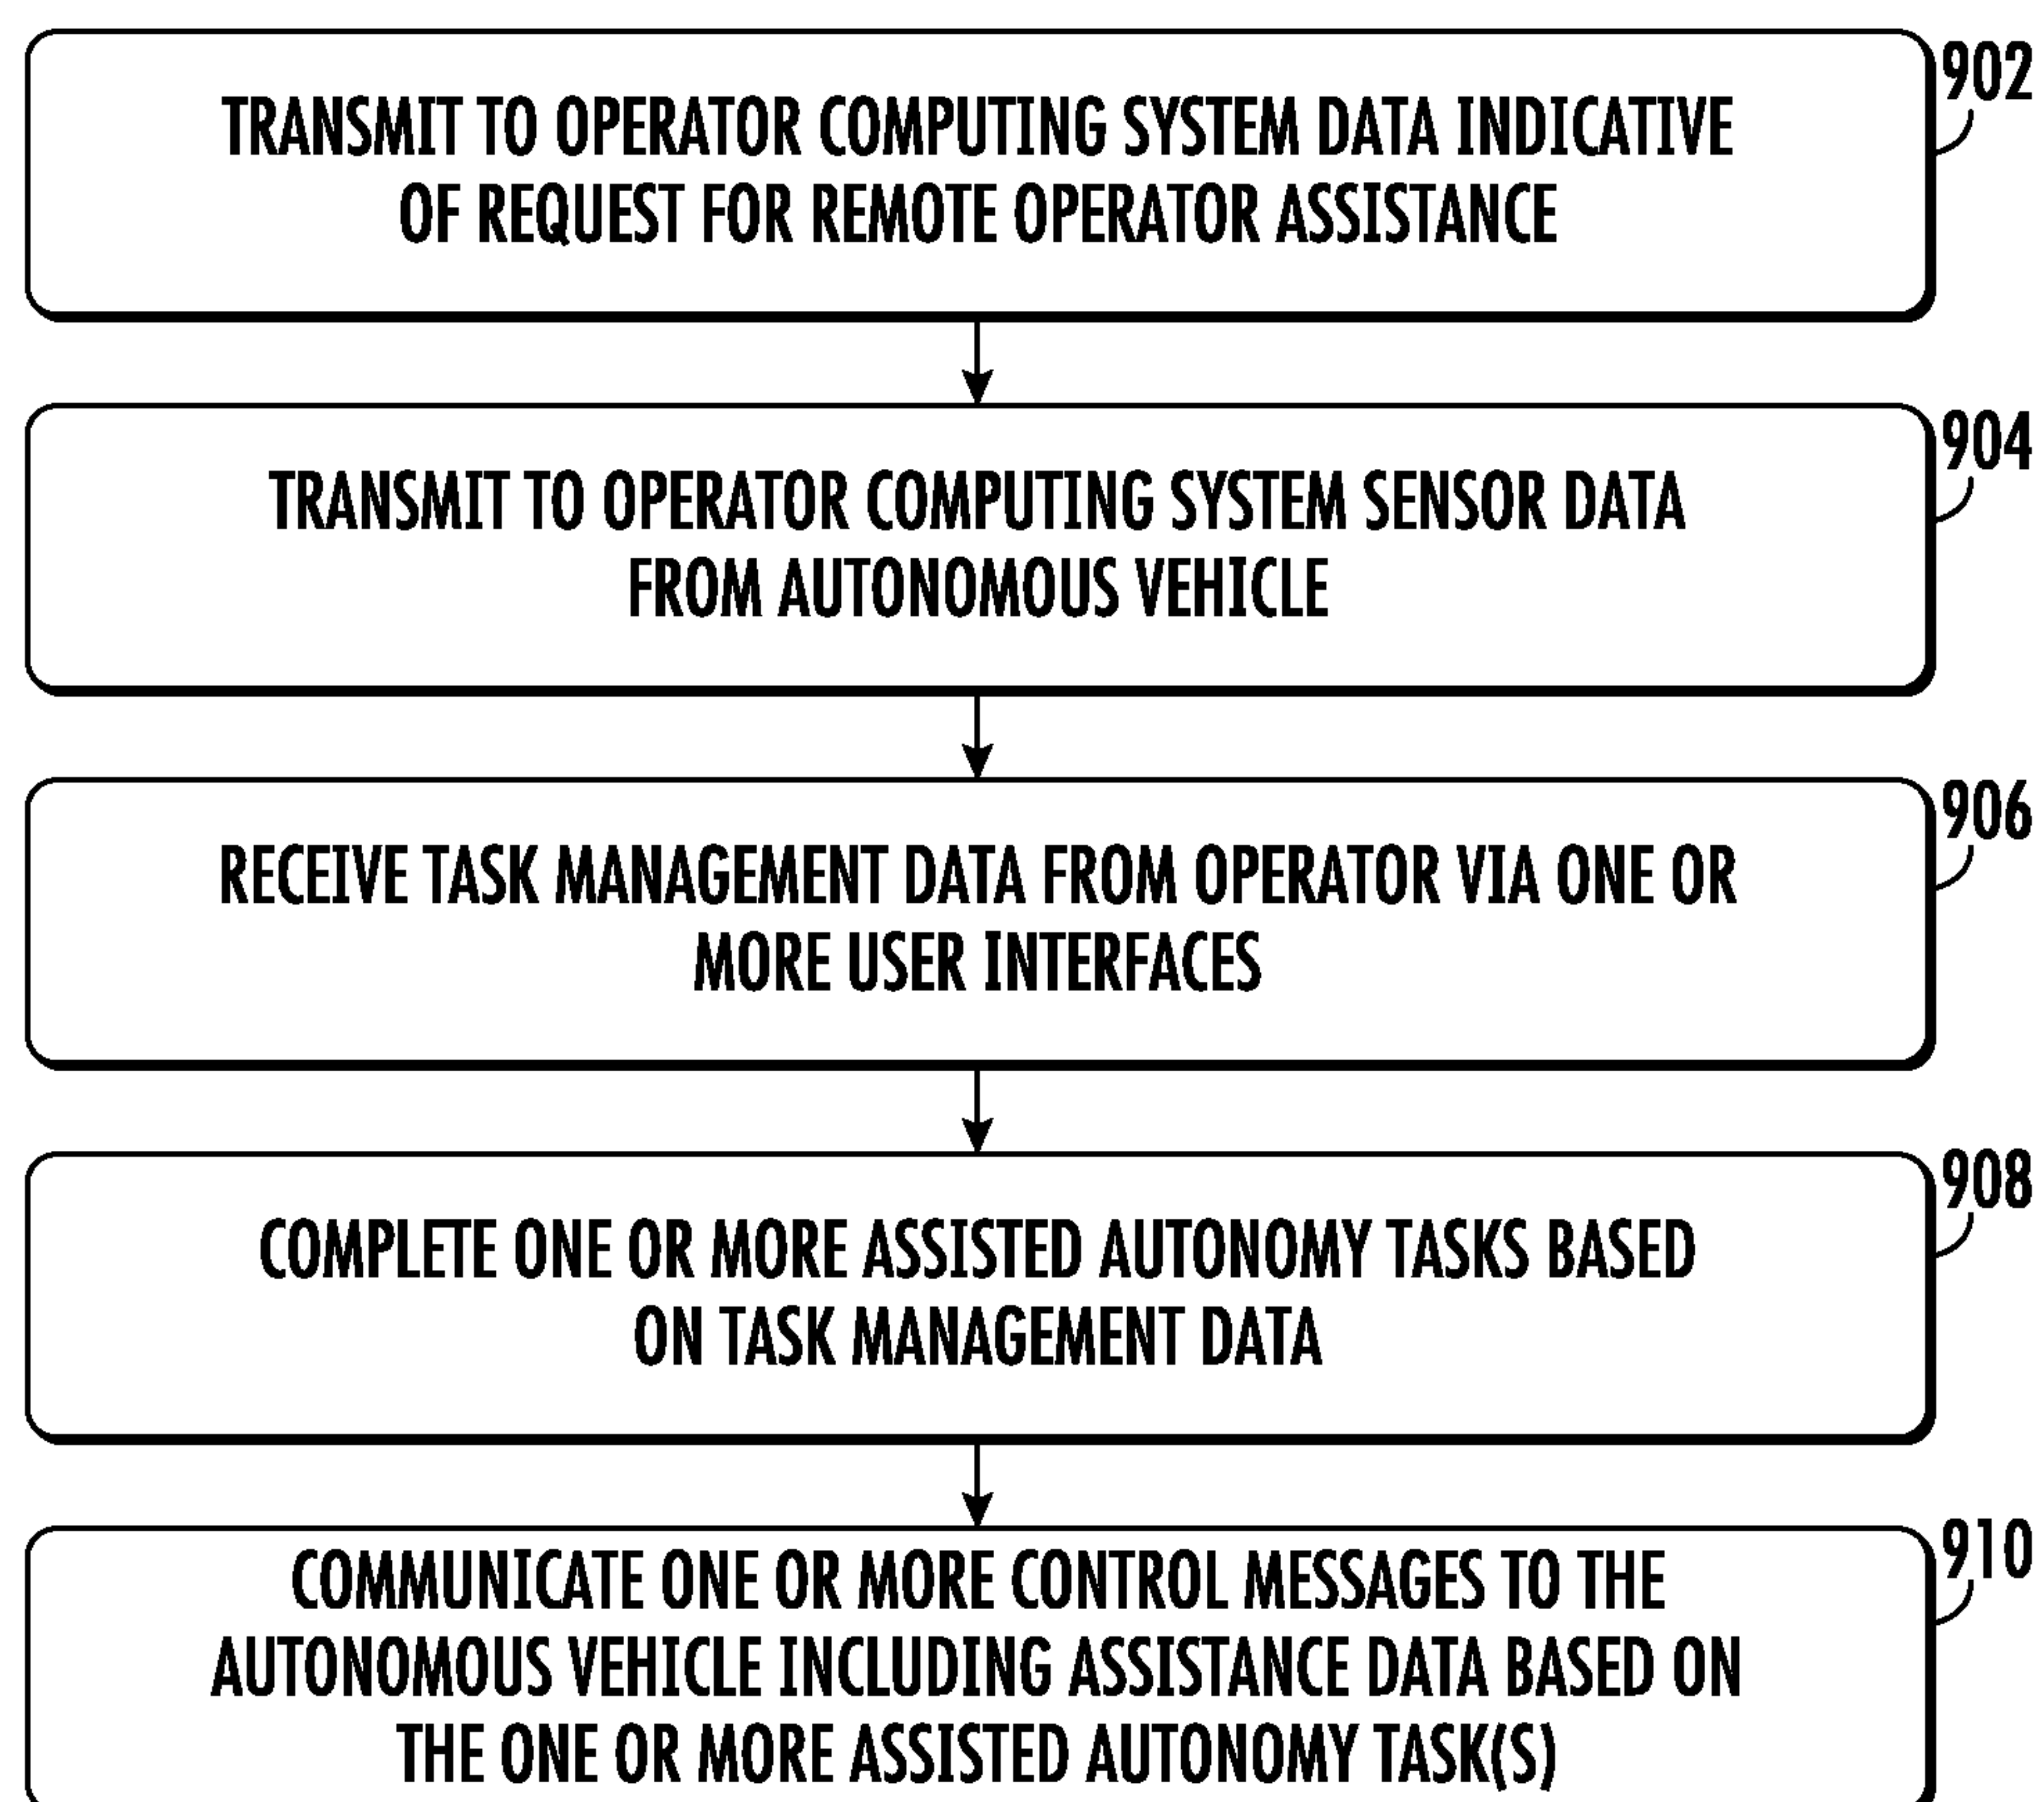 902
TRANSMIT TO OPERATOR COMPUTING SYSTEM DATA INDICATIVE
OF REQUEST FOR REMOTE OPERATOR ASSISTANCE
904
TRANSMIT TO OPERATOR COMPUTING SYSTEM SENSOR DATA
FROM AUTONOMOUS VEHICLE
906
RECEIVE TASK MANAGEMENT DATA FROM OPERATOR VIA ONE OR
MORE USER INTERFACES
908
COMPLETE ONE OR MORE ASSISTED AUTONOMY TASKS BASED
ON TASK MANAGEMENT DATA
910
COMMUNICATE ONE OR MORE CONTROL MESSAGES TO THE
AUTONOMOUS VEHICLE INCLUDING ASSISTANCE DATA BASED ON
THE ONE OR MORE ASSISTED AUTONOMY TASK(S)